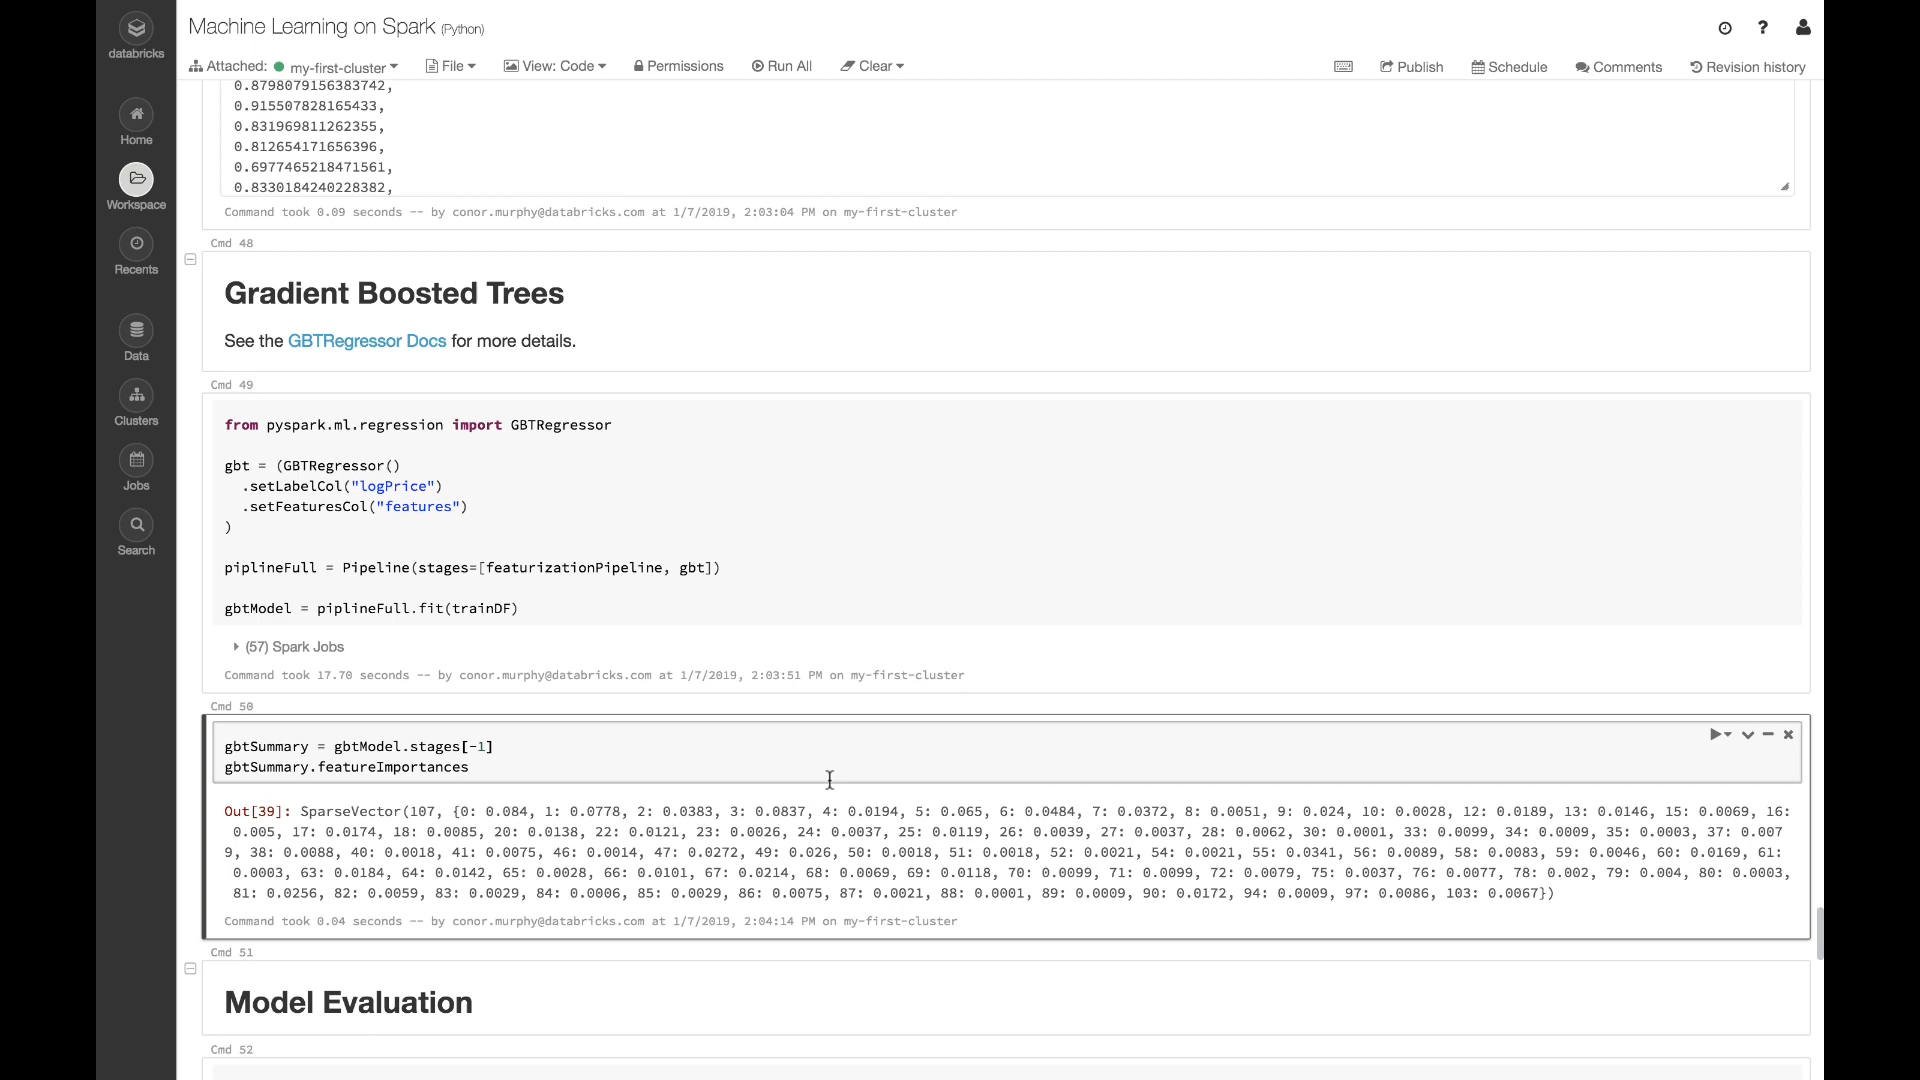 databricks
Home
Workspace
Recents
Data
Clusters
Jobs
Search
Machine Learning on Spark (Python)
?
Attached: my-first-cluster File View: Code Permissions Run All Clear Publish Schedule Comments Revision history
0.8798079156383742,
0.915507828165433,
0.831969811262355,
0.812654171656396,
0.6977465218471561,
0.8330184240228382,
Command took 0.09 seconds -- by conor.murphy@databricks.com at 1/7/2019, 2:03:04 PM on my-first-cluster
Cmd 48
Gradient Boosted Trees
See the GBTRegressor Docs for more details.
Cmd 49
from pyspark.ml.regression import GBTRegressor
gbt = (GBTRegressor()
.setLabelCol("logPrice")
.setFeaturesCol("features")
)
piplineFull = Pipeline(stages=[featurizationPipeline, gbt])
gbtModel = piplineFull.fit(trainDF)
(57) Spark Jobs
Command took 17.70 seconds -- by conor.murphy@databricks.com at 1/7/2019, 2:03:51 PM on my-first-cluster
Cmd 50
gbtSummary = gbtModel.stages[-1]
gbtSummary.featureImportances
Out[39]: SparseVector(107, {0: 0.084, 1: 0.0778, 2: 0.0383, 3: 0.0837, 4: 0.0194, 5: 0.065, 6: 0.0484, 7: 0.0372, 8: 0.0051, 9: 0.024, 10: 0.0028, 12: 0.0189, 13: 0.0146, 15: 0.0069, 16:
0.005, 17: 0.0174, 18: 0.0085, 20: 0.0138, 22: 0.0121, 23: 0.0026, 24: 0.0037, 25: 0.0119, 26: 0.0039, 27: 0.0037, 28: 0.0062, 30: 0.0001, 33: 0.0099, 34: 0.0009, 35: 0.0003, 37: 0.007
9, 38: 0.0088, 40: 0.0018, 41: 0.0075, 46: 0.0014, 47: 0.0272, 49: 0.026, 50: 0.0018, 51: 0.0018, 52: 0.0021, 54: 0.0021, 55: 0.0341, 56: 0.0089, 58: 0.0083, 59: 0.0046, 60: 0.0169, 61:
0.0003, 63: 0.0184, 64: 0.0142, 65: 0.0028, 66: 0.0101, 67: 0.0214, 68: 0.0069, 69: 0.0118, 70: 0.0099, 71: 0.0099, 72: 0.0079, 75: 0.0037, 76: 0.0077, 78: 0.002, 79: 0.004, 80: 0.0003,
81: 0.0256, 82: 0.0059, 83: 0.0029, 84: 0.0006, 85: 0.0029, 86: 0.0075, 87: 0.0021, 88: 0.0001, 89: 0.0009, 90: 0.0172, 94: 0.0009, 97: 0.0086, 103: 0.0067})
Command took 0.04 seconds -- by conor.murphy@databricks.com at 1/7/2019, 2:04:14 PM on my-first-cluster
Cmd 51
Model Evaluation
Cmd 52